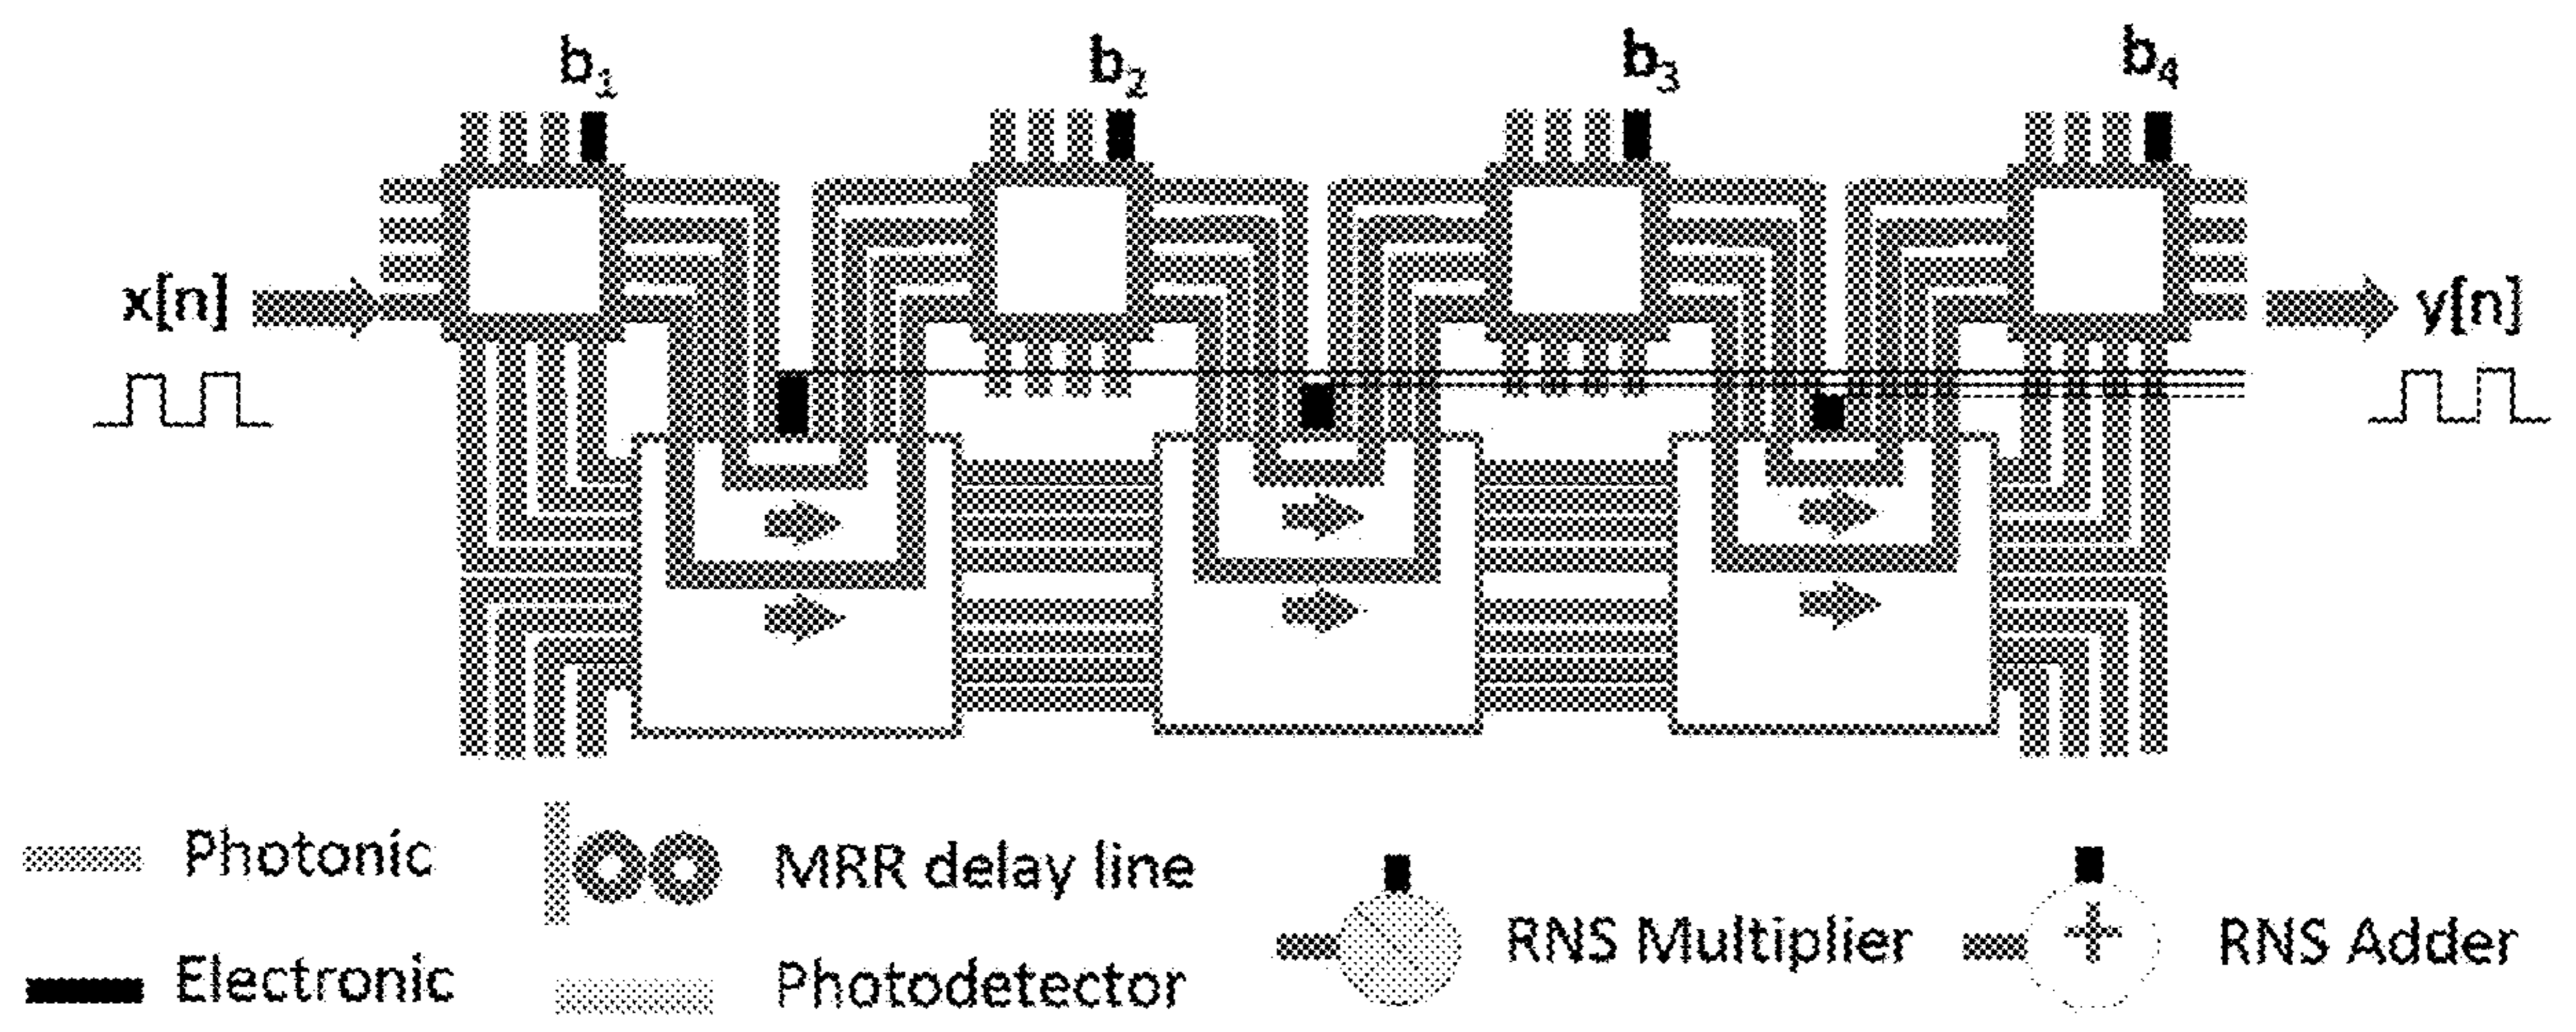 b₁ b₂ b₃ b₄
x[n] y[n]
Photonic MRR delay line
RNS Multiplier RNS Adder
Electronic Photodetector